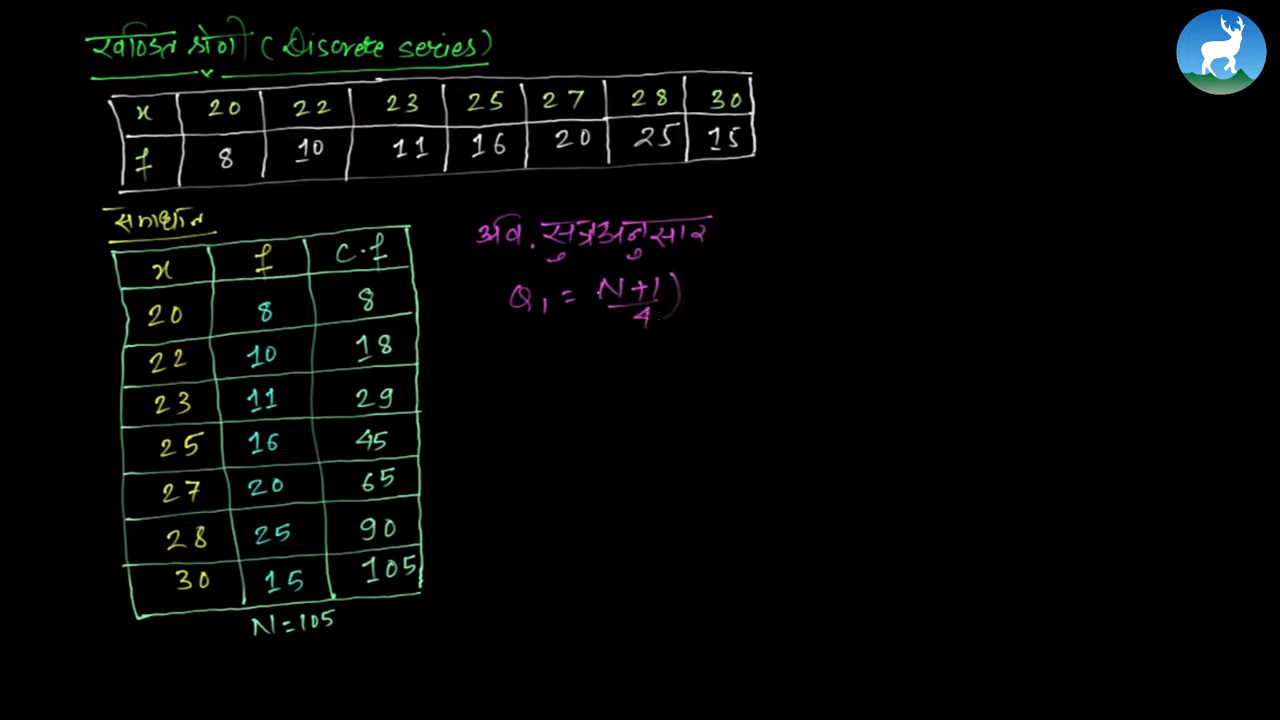 खण्डित श्रेणी (Discrete series)
x 20 22 23 25 27 28 30
f 8 10 11 16 20 25 15
समाधान
x f c.f
20 8 8
22 10 18
23 11 29
25 16 45
27 20 65
28 25 90
30 15 105
N=105
अब. सुत्रअनुसार
Q₁ = N+1/4)